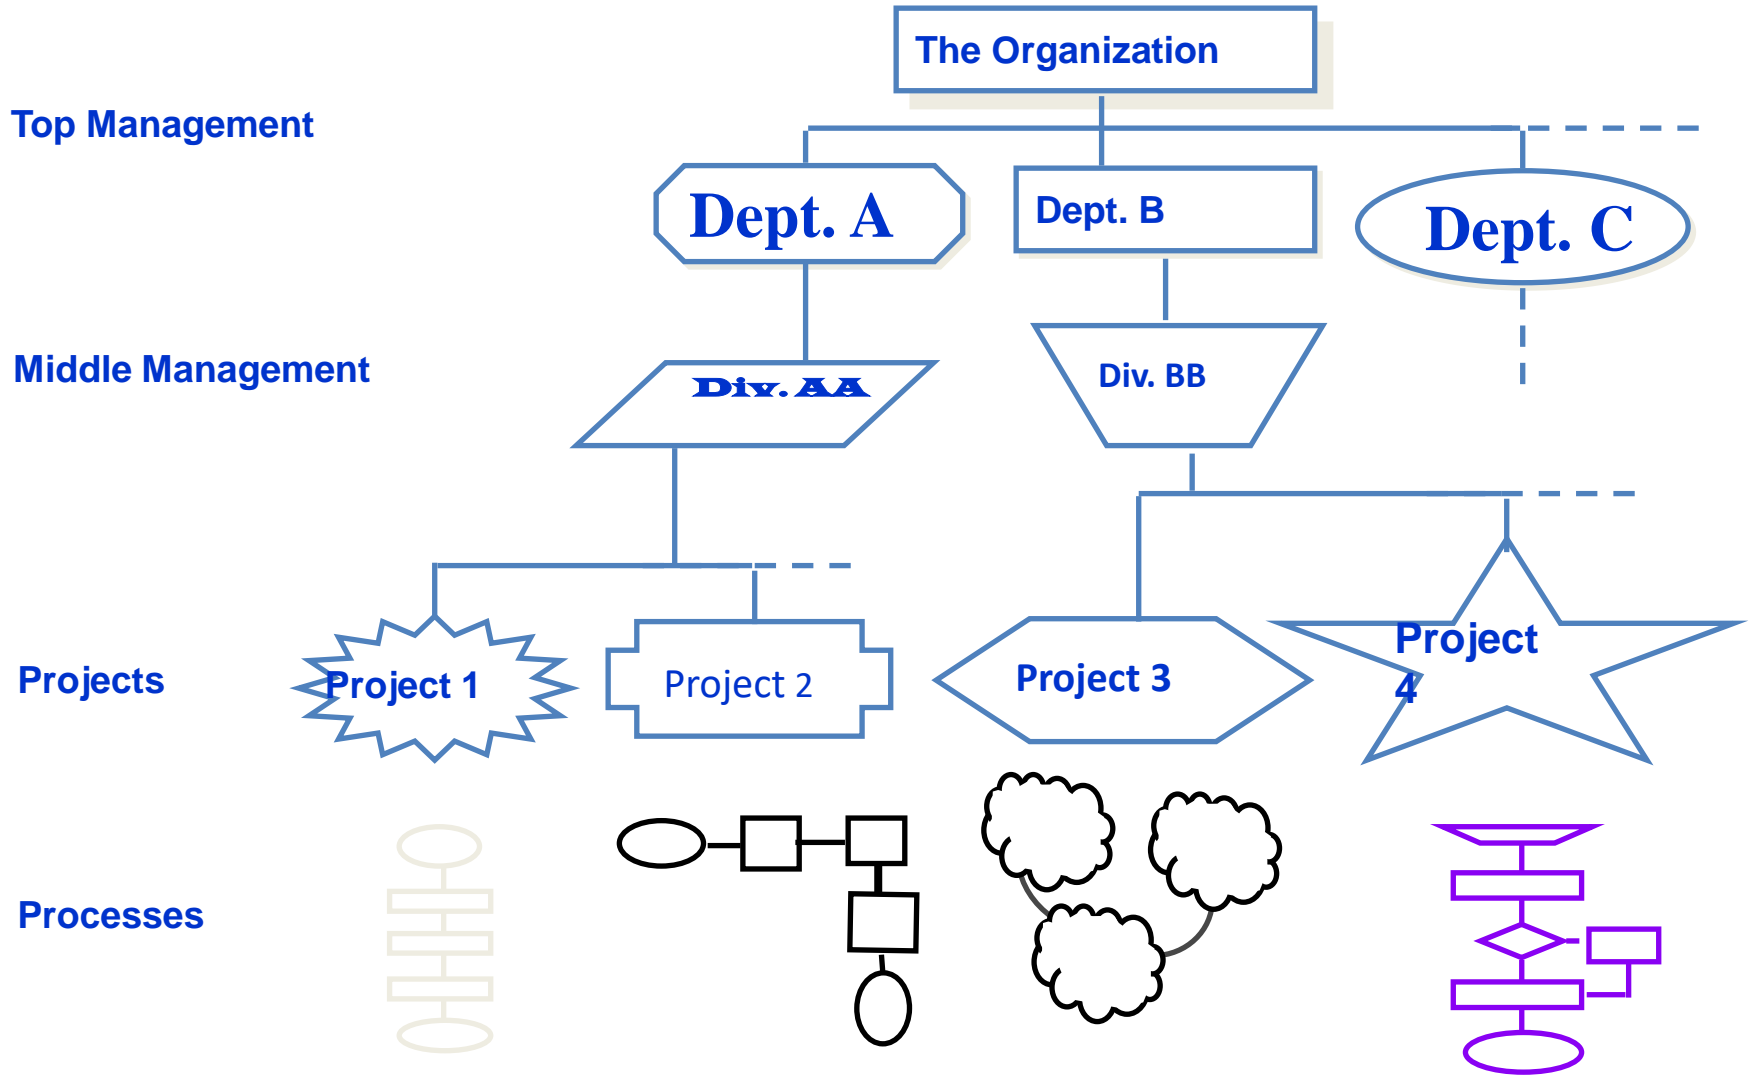 The Organization
Top Management
Dept. A
Dept. B
Dept. C
Middle Management
Div. AA
Div. BB
Projects
Project 1
Project 2
Project 3
Project
4
Processes